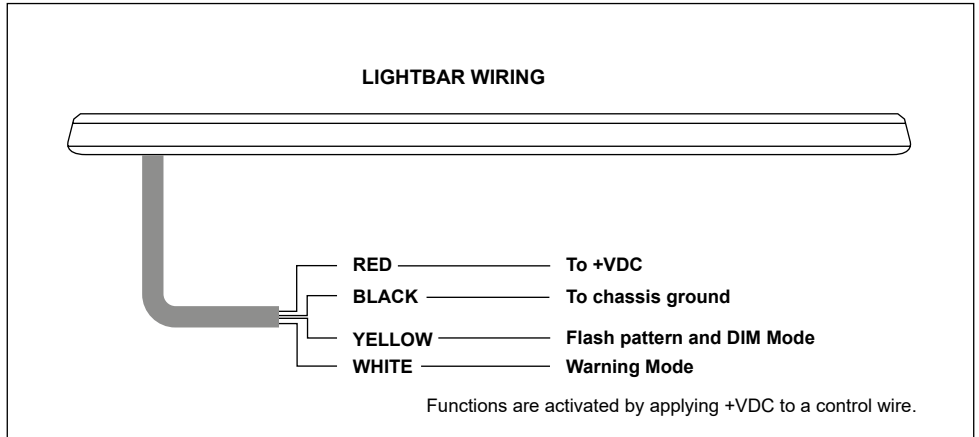 LIGHTBAR WIRING
RED To +VDC
BLACK To chassis ground
YELLOW Flash pattern and DIM Mode
WHITE Warning Mode
Functions are activated by applying +VDC to a control wire.